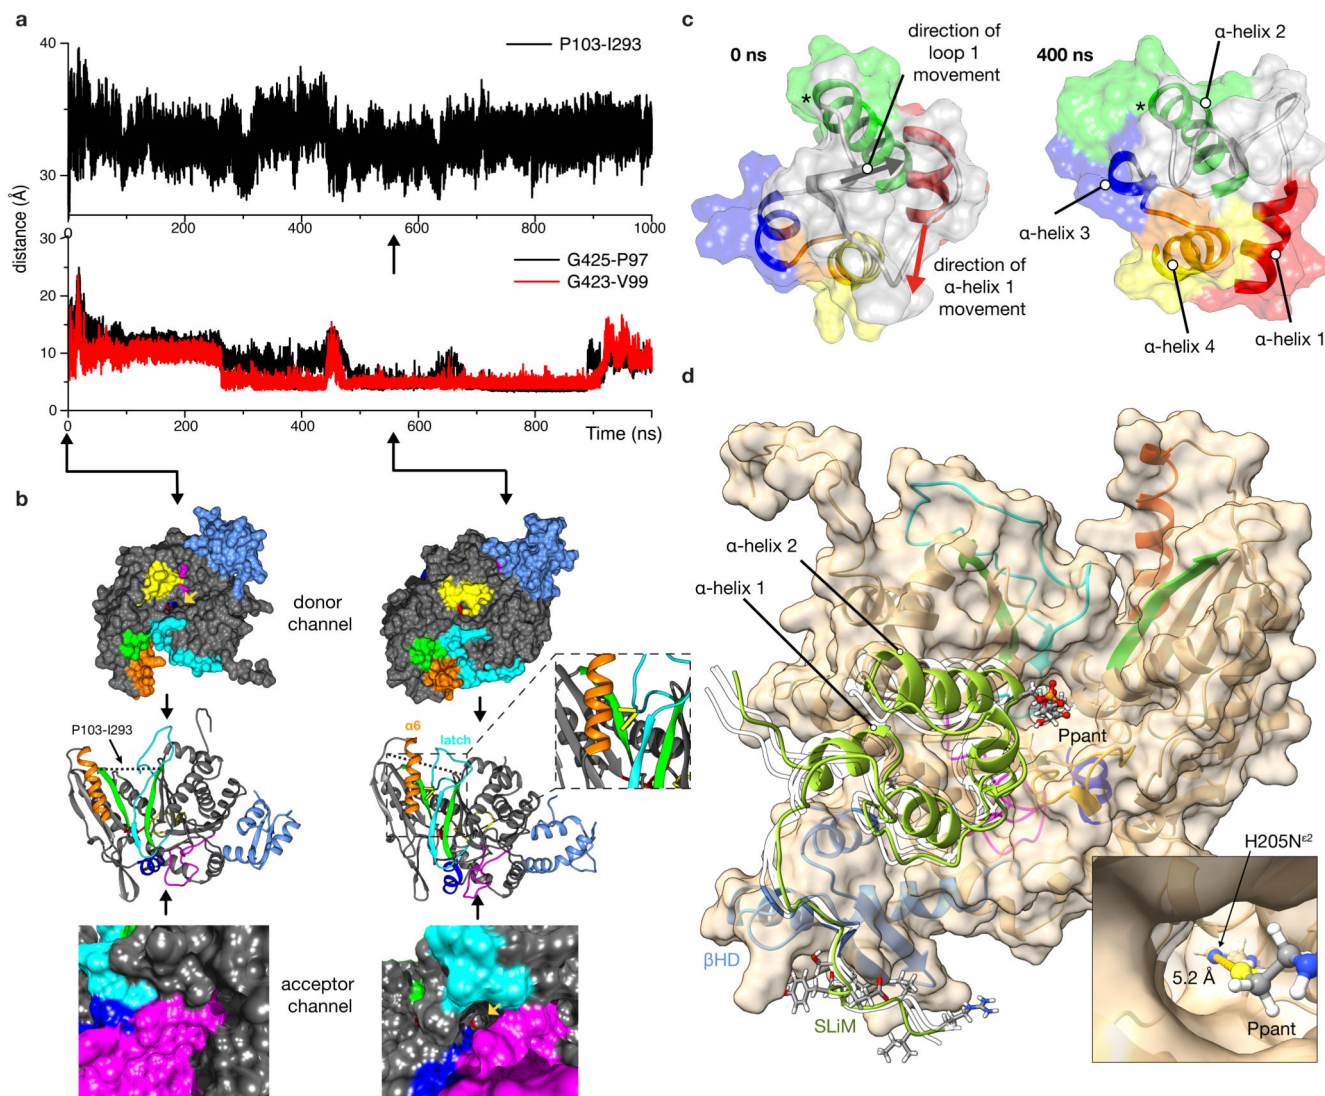 a
P103-I293
40
30
0
200
400
600
800
1000
distance (Å)
G425-P97
G423-V99
30
20
10
0
0
200
400
600
800
Time (ns)
b
donor
channel
P103-I293
α6
latch
acceptor
channel
c
0 ns
direction of
loop 1
movement
direction of
α-helix 1
movement
400 ns
α-helix 2
*
*
α-helix 3
α-helix 4
α-helix 1
d
α-helix 2
α-helix 1
Ppant
βHD
SLiM
H205Nε2
5.2 Å
Ppant